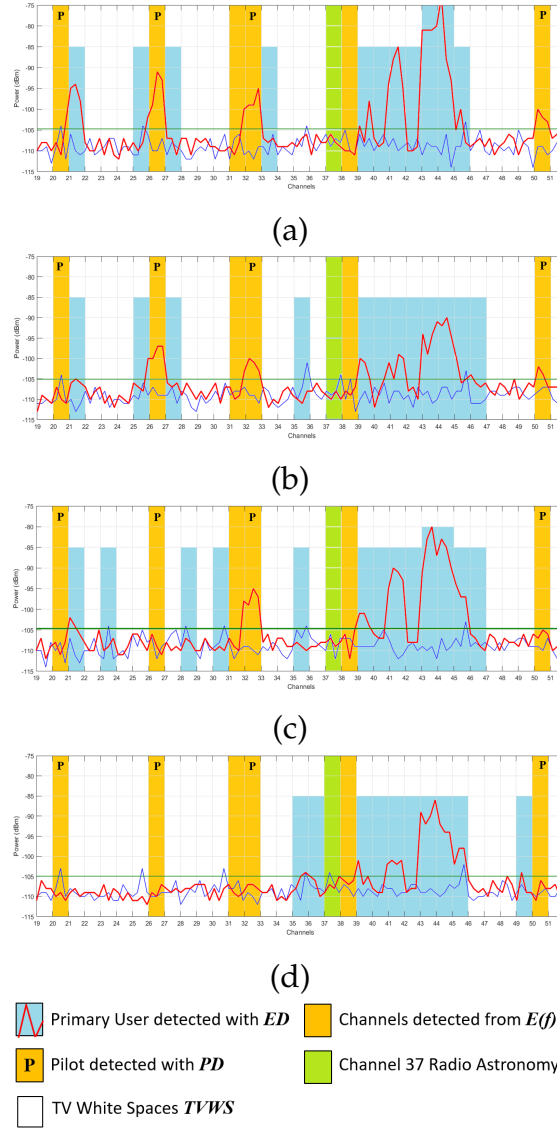 P P P P
-75
-80
-85
-90
-95
-100
-105
-110
-115
Power (dBm)
19 20 21 22 23 24 25 26 27 28 29 30 31 32 33 34 35 36 37 38 39 40 41 42 43 44 45 46 47 48 49 50 51
Channels
(a)
P P P P
-75
-80
-85
-90
-95
-100
-105
-110
-115
Power (dBm)
19 20 21 22 23 24 25 26 27 28 29 30 31 32 33 34 35 36 37 38 39 40 41 42 43 44 45 46 47 48 49 50 51
Channels
(b)
P P P P
-75
-80
-85
-90
-95
-100
-105
-110
-115
Power (dBm)
19 20 21 22 23 24 25 26 27 28 29 30 31 32 33 34 35 36 37 38 39 40 41 42 43 44 45 46 47 48 49 50 51
Channels
(c)
P P P P
-75
-80
-85
-90
-95
-100
-105
-110
-115
Power (dBm)
19 20 21 22 23 24 25 26 27 28 29 30 31 32 33 34 35 36 37 38 39 40 41 42 43 44 45 46 47 48 49 50 51
Channels
(d)
Primary User detected with ED
Channels detected from E(f)
P Pilot detected with PD
Channel 37 Radio Astronomy
TV White Spaces TVWS